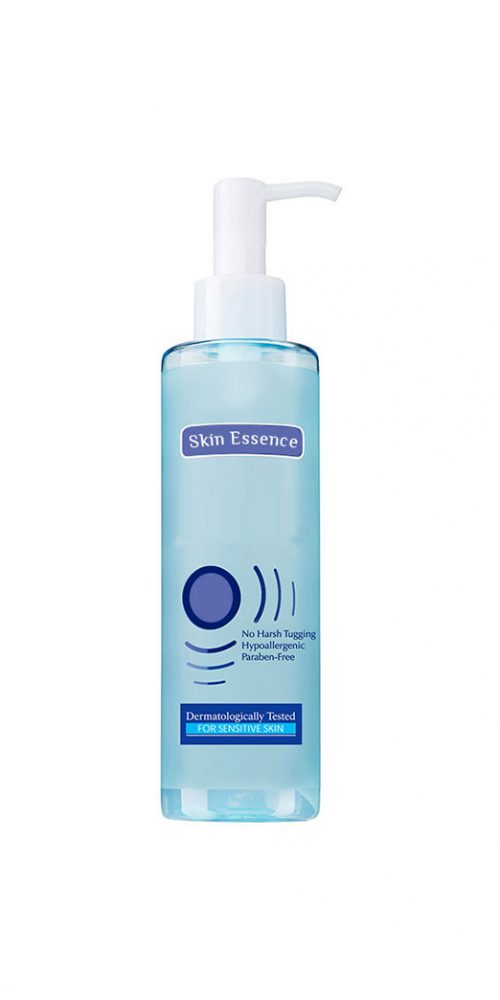 Skin Essence
No Harsh Tugging
Hypoallergenic
Paraben-Free
Dermatologically Tested
FOR SENSITIVE SKIN